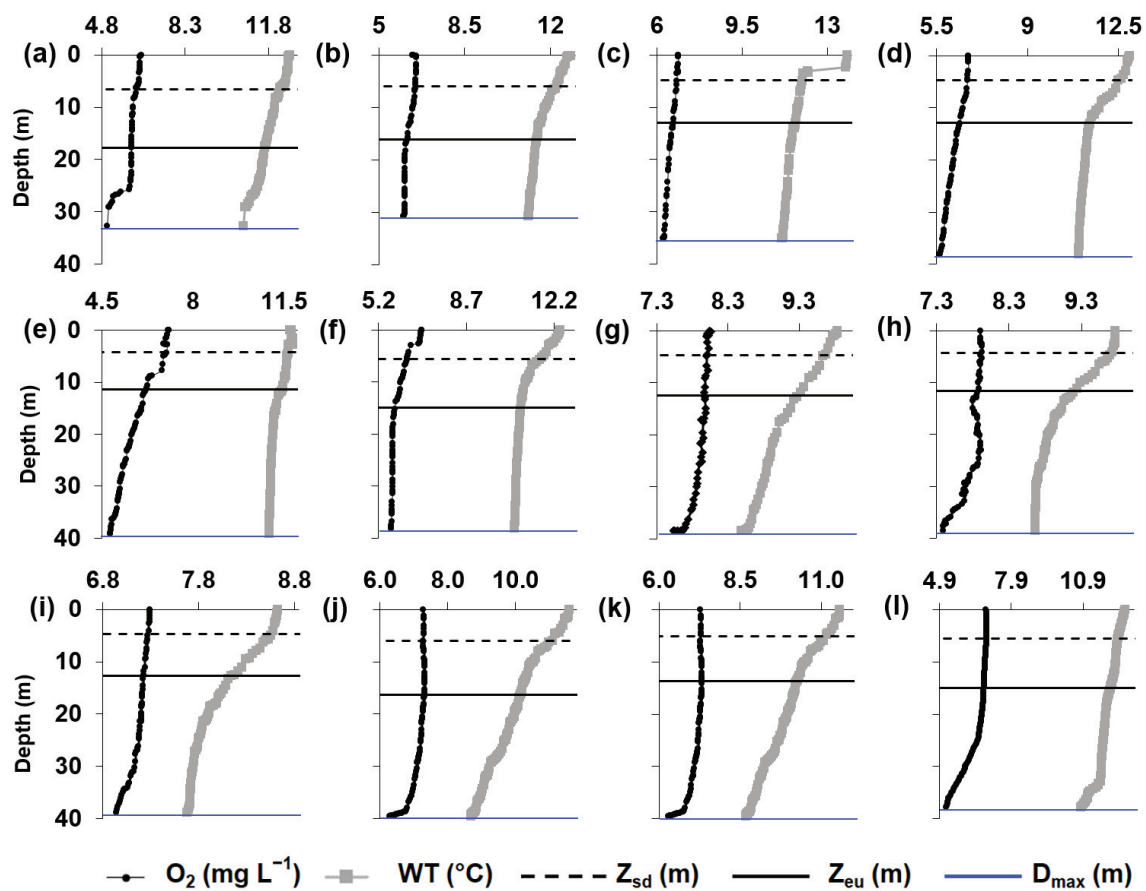 4.8 8.3 11.8 5 8.5 12 6 9.5 13 5.5 9 12.5
(a) (b) (c) (d)
0
10
20
30
40
Depth (m)
4.5 8 11.5 5.2 8.7 12.2 7.3 8.3 9.3 7.3 8.3 9.3
(e) (f) (g) (h)
0
10
20
30
40
Depth (m)
6.8 7.8 8.8 6.0 8.0 10.0 6.0 8.5 11.0 4.9 7.9 10.9
(i) (j) (k) (l)
0
10
20
30
40
Depth (m)
O₂ (mg L⁻¹) WT (°C) Zsd (m) Zeu (m) Dmax (m)